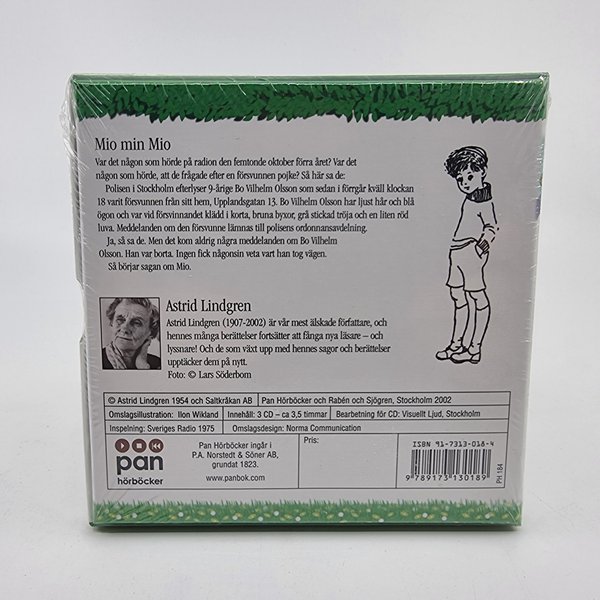 Mio min Mio
Var det någon som hörde på radion den femtonde oktober förra året? Var det
någon som hörde, att de frågade efter en försvunnen pojke? Så här sa de:
Polisen i Stockholm efterlyser 9-årige Bo Vilhelm Olsson som sedan i förrgår kväll klockan
18 varit försvunnen från sitt hem, Upplandsgatan 13. Bo Vilhelm Olsson har ljust hår och blå
ögon och var vid försvinnandet klädd i korta, bruna byxor, grå stickad tröja och en liten röd
luva. Meddelanden om den försvunne lämnas till polisens ordonnansavdelning.
Ja, så sa de. Men det kom aldrig några meddelanden om Bo Vilhelm
Olsson. Han var borta. Ingen fick någonsin veta vart han tog vägen.
Så börjar sagan om Mio.
Astrid Lindgren
Astrid Lindgren (1907-2002) är vår mest älskade författare, och
hennes många berättelser fortsätter att fånga nya läsare – och
lyssnare! Och de som växt upp med hennes sagor och berättelser
upptäcker dem på nytt.
Foto: © Lars Söderbom
© Astrid Lindgren 1954 och Saltkråkan AB Pan Hörböcker och Rabén och Sjögren, Stockholm 2002
Omslagsillustration: Ilon Wikland Innehåll: 3 CD – ca 3,5 timmar Bearbetning för CD: Visuellt Ljud, Stockholm
Inspelning: Sveriges Radio 1975 Omslagsdesign: Norma Communication
pan
hörböcker
Pan Hörböcker ingår i
P.A. Norstedt & Söner AB,
grundat 1823.
www.panbok.com
Pris:
ISBN 91-7313-018-4
9 789173 130189
PH 184